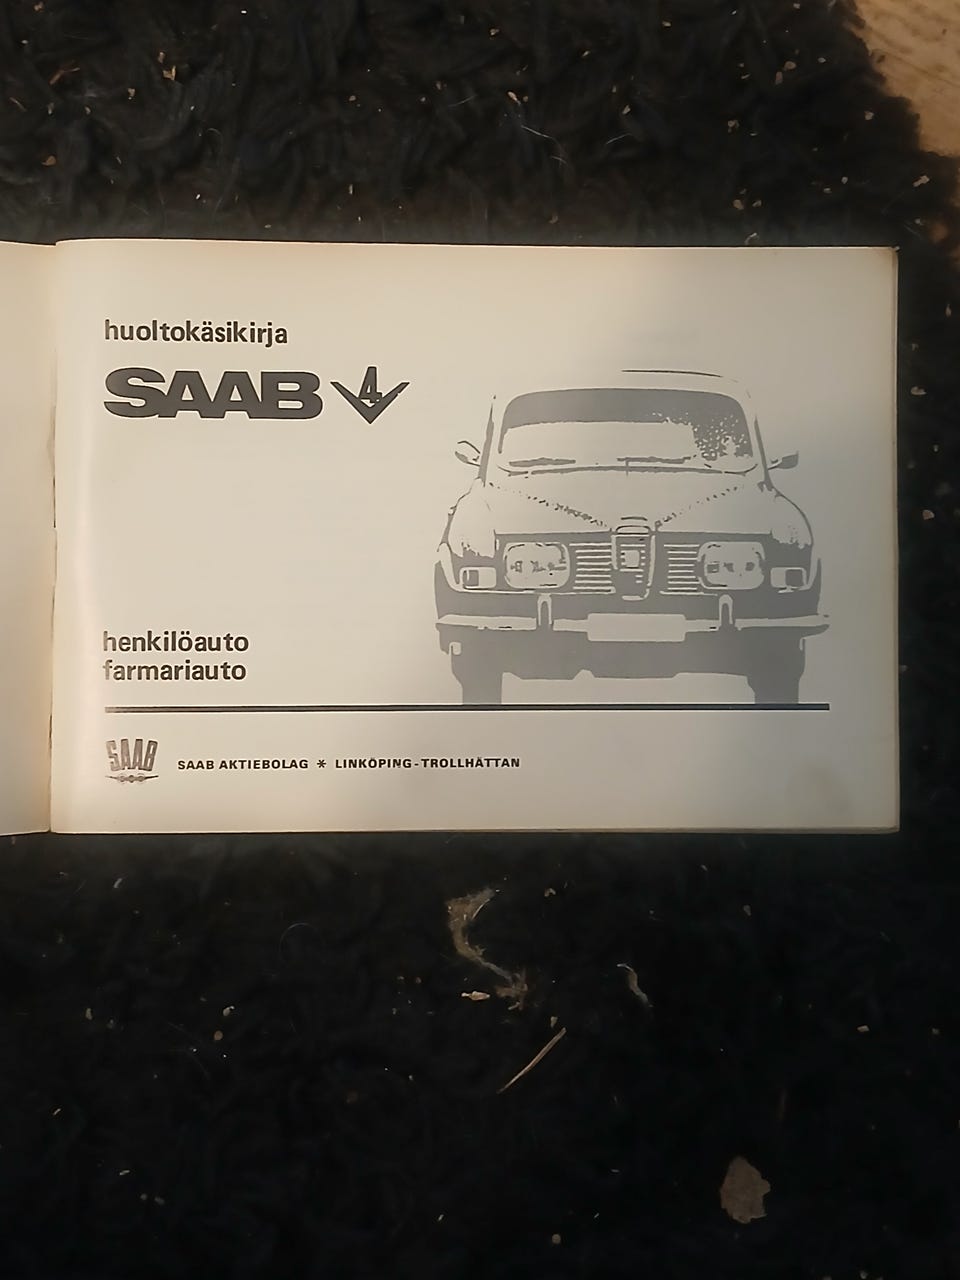 huoltokäsikirja
SAAB V4
henkilöauto
farmariauto
SAAB
SAAB AKTIEBOLAG * LINKÖPING-TROLLHÄTTAN